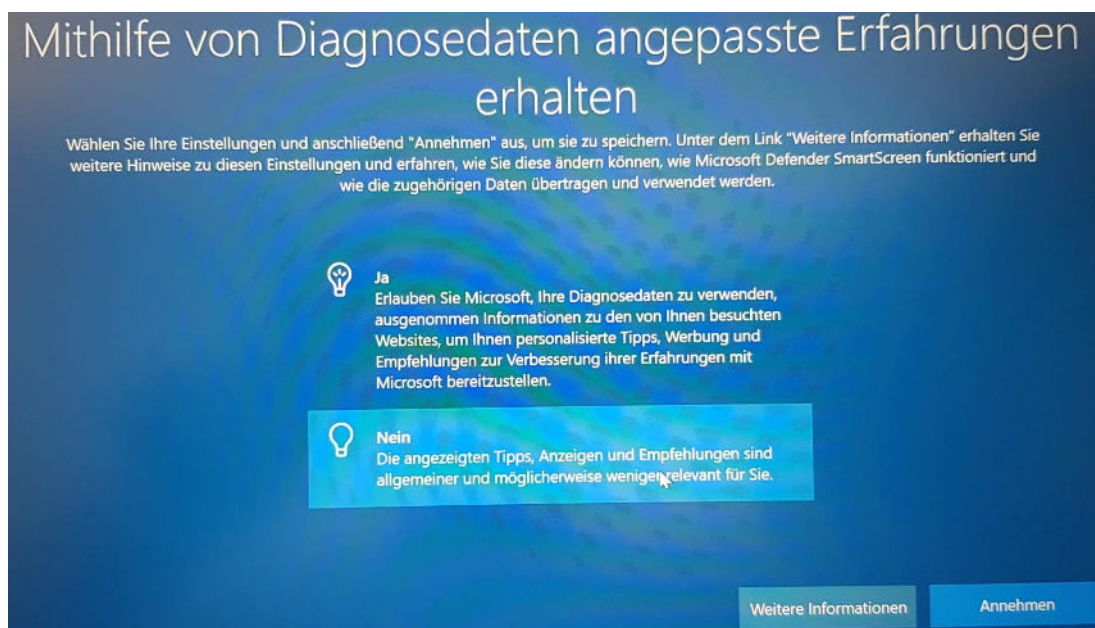 Mithilfe von Diagnosedaten angepasste Erfahrungen
erhalten
Wählen Sie Ihre Einstellungen und anschließend "Annehmen" aus, um sie zu speichern. Unter dem Link "Weitere Informationen" erhalten Sie
weitere Hinweise zu diesen Einstellungen und erfahren, wie Sie diese ändern können, wie Microsoft Defender SmartScreen funktioniert und
wie die zugehörigen Daten übertragen und verwendet werden.
Ja
Erlauben Sie Microsoft, Ihre Diagnosedaten zu verwenden,
ausgenommen Informationen zu den von Ihnen besuchten
Websites, um Ihnen personalisierte Tipps, Werbung und
Empfehlungen zur Verbesserung ihrer Erfahrungen mit
Microsoft bereitzustellen.
Nein
Die angezeigten Tipps, Anzeigen und Empfehlungen sind
allgemeiner und möglicherweise weniger relevant für Sie.
Weitere Informationen
Annehmen